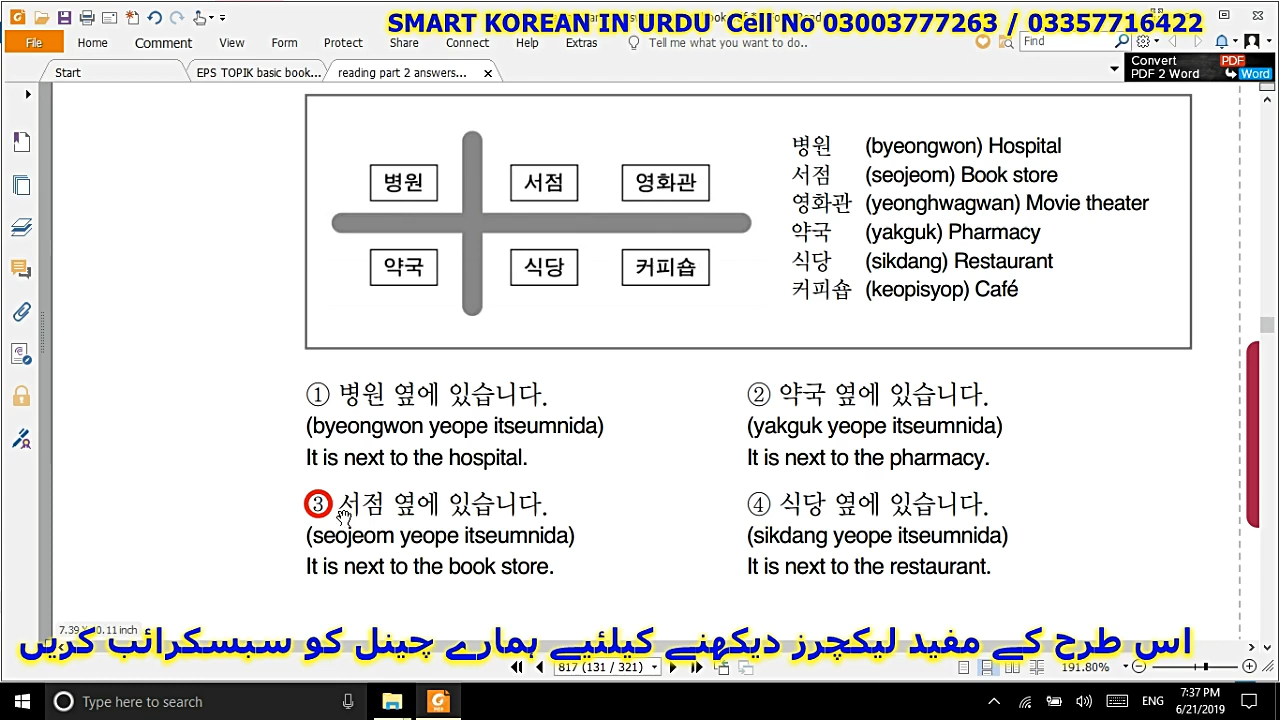 SMART KOREAN IN URDU Cell No 03003777263 / 03357716422
File Home Comment View Form Protect Share Connect Help Extras Tell me what you want to do.. Find
Start EPS TOPIK basic book... reading part 2 answers...
Convert PDF 2 Word
PDF Word
병원 서점 영화관
약국 식당 커피숍
병원 (byeongwon) Hospital
서점 (seojeom) Book store
영화관 (yeonghwagwan) Movie theater
약국 (yakguk) Pharmacy
식당 (sikdang) Restaurant
커피숍 (keopisyop) Café
① 병원 옆에 있습니다.
(byeongwon yeope itseumnida)
It is next to the hospital.
② 약국 옆에 있습니다.
(yakguk yeope itseumnida)
It is next to the pharmacy.
③ 서점 옆에 있습니다.
(seojeom yeope itseumnida)
It is next to the book store.
④ 식당 옆에 있습니다.
(sikdang yeope itseumnida)
It is next to the restaurant.
اس طرح کے مفید لیکچرز دیکھنے کیلئیے ہمارے چینل کو سبسکرائب کریں
817 (131 / 321) 191.80%
Type here to search
ENG
7:37 PM
6/21/2019